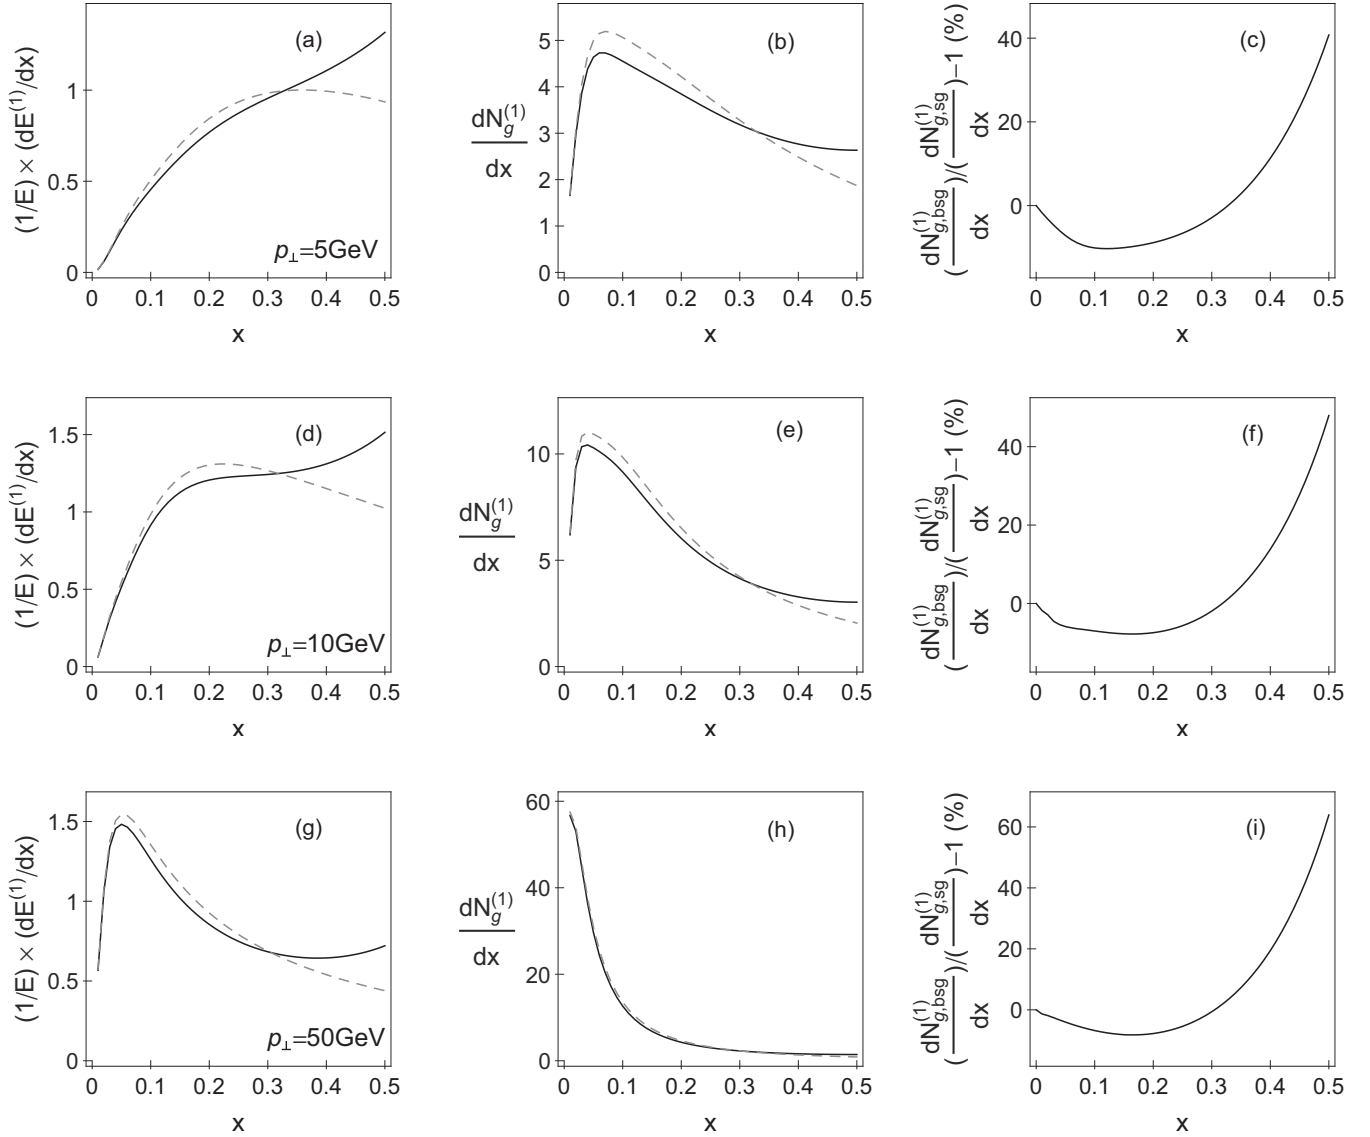 (1/E) × (dE^(1)/dx)
1
0.5
0
(a)
p⊥=5GeV
0 0.1 0.2 0.3 0.4 0.5
x
dN_g^(1)
dx
5
4
3
2
1
0
(b)
0 0.1 0.2 0.3 0.4 0.5
x
(dN_g,bsg^(1)/dx)/(dN_g,sg^(1)/dx)−1 (%)
40
20
0
(c)
0 0.1 0.2 0.3 0.4 0.5
x
(1/E) × (dE^(1)/dx)
1.5
1
0.5
0
(d)
p⊥=10GeV
0 0.1 0.2 0.3 0.4 0.5
x
dN_g^(1)
dx
10
5
0
(e)
0 0.1 0.2 0.3 0.4 0.5
x
(dN_g,bsg^(1)/dx)/(dN_g,sg^(1)/dx)−1 (%)
40
20
0
(f)
0 0.1 0.2 0.3 0.4 0.5
x
(1/E) × (dE^(1)/dx)
1.5
1
0.5
0
(g)
p⊥=50GeV
0 0.1 0.2 0.3 0.4 0.5
x
dN_g^(1)
dx
60
40
20
0
(h)
0 0.1 0.2 0.3 0.4 0.5
x
(dN_g,bsg^(1)/dx)/(dN_g,sg^(1)/dx)−1 (%)
60
40
20
0
(i)
0 0.1 0.2 0.3 0.4 0.5
x